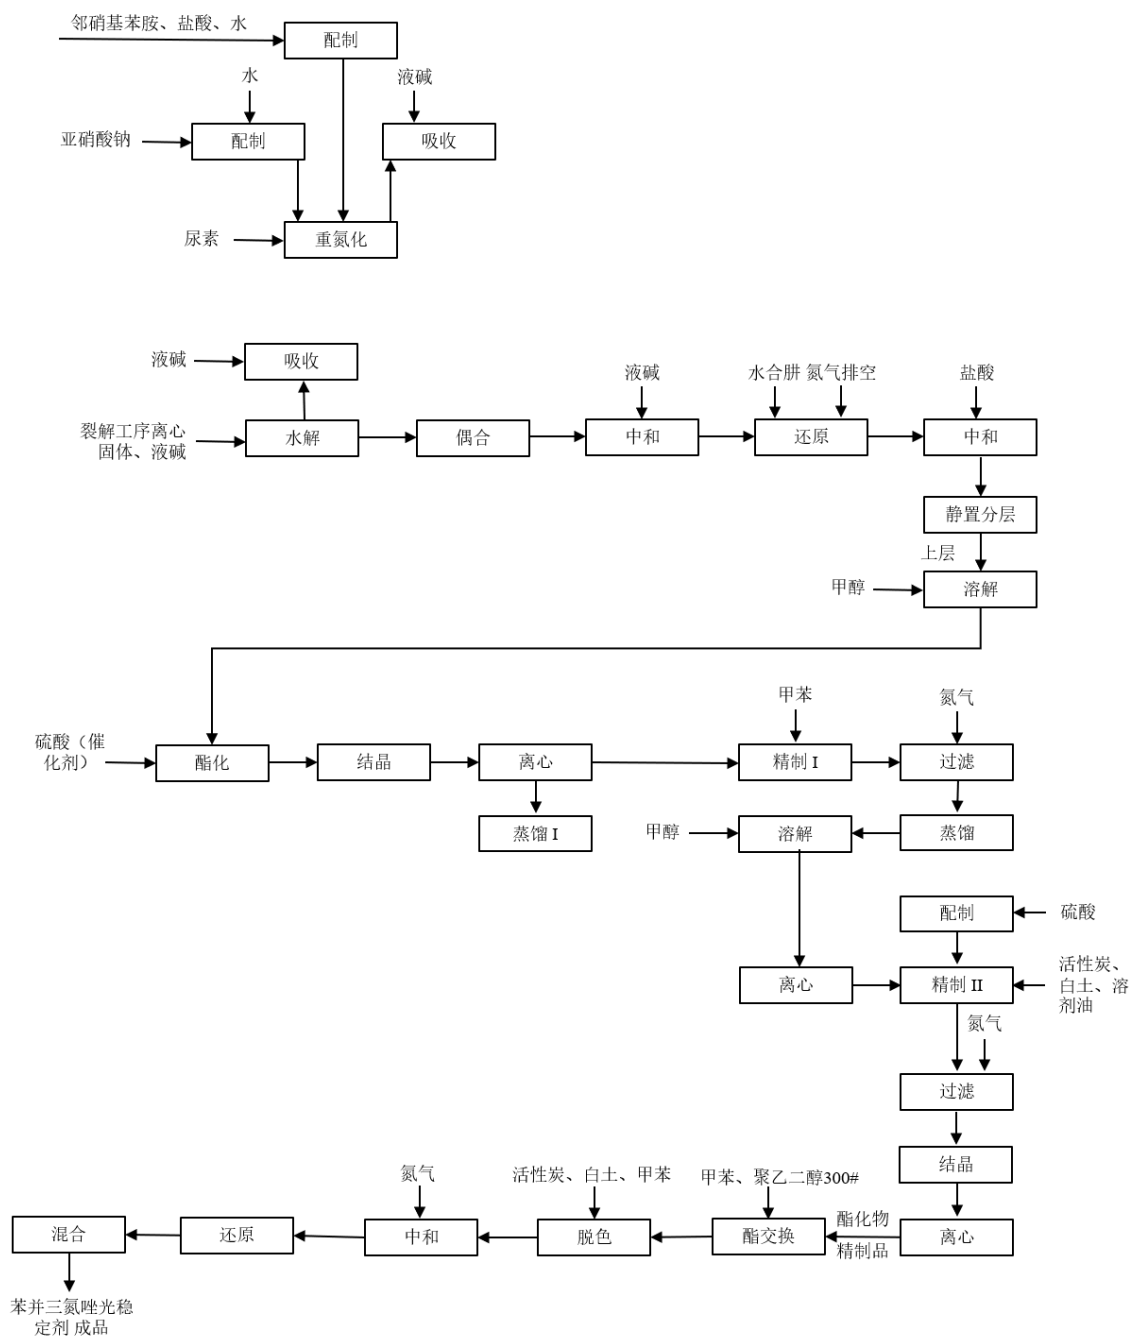 邻硝基苯胺、盐酸、水
配制
水
液碱
亚硝酸钠
配制
吸收
尿素
重氮化
液碱
吸收
液碱
水合肼
氮气排空
盐酸
裂解工序离心
固体、液碱
水解
偶合
中和
还原
中和
静置分层
上层
甲醇
溶解
甲苯
氮气
硫酸（催
化剂）
酯化
结晶
离心
精制 I
过滤
蒸馏 I
甲醇
溶解
蒸馏
配制
硫酸
离心
精制 II
活性炭、
白土、溶
剂油
氮气
过滤
结晶
氮气
活性炭、白土、甲苯
甲苯、聚乙二醇300#
混合
还原
中和
脱色
酯交换
酯化物
精制品
离心
苯并三氮唑光稳
定剂 成品